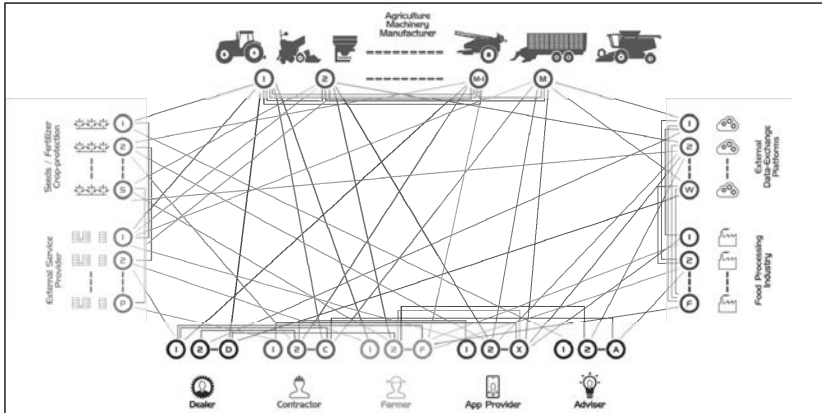 Agriculture
Machinery
Manufacturer
1
2
M-1
M
Seeds / Fertilizer
Crop-protection
1
2
S
External Service
Provider
1
2
P
External
Data-Exchange
Platforms
1
2
W
Food Processing
Industry
1
2
F
1
2
D
1
2
C
1
2
F
1
2
X
1
2
A
Dealer
Contractor
Farmer
App Provider
Adviser